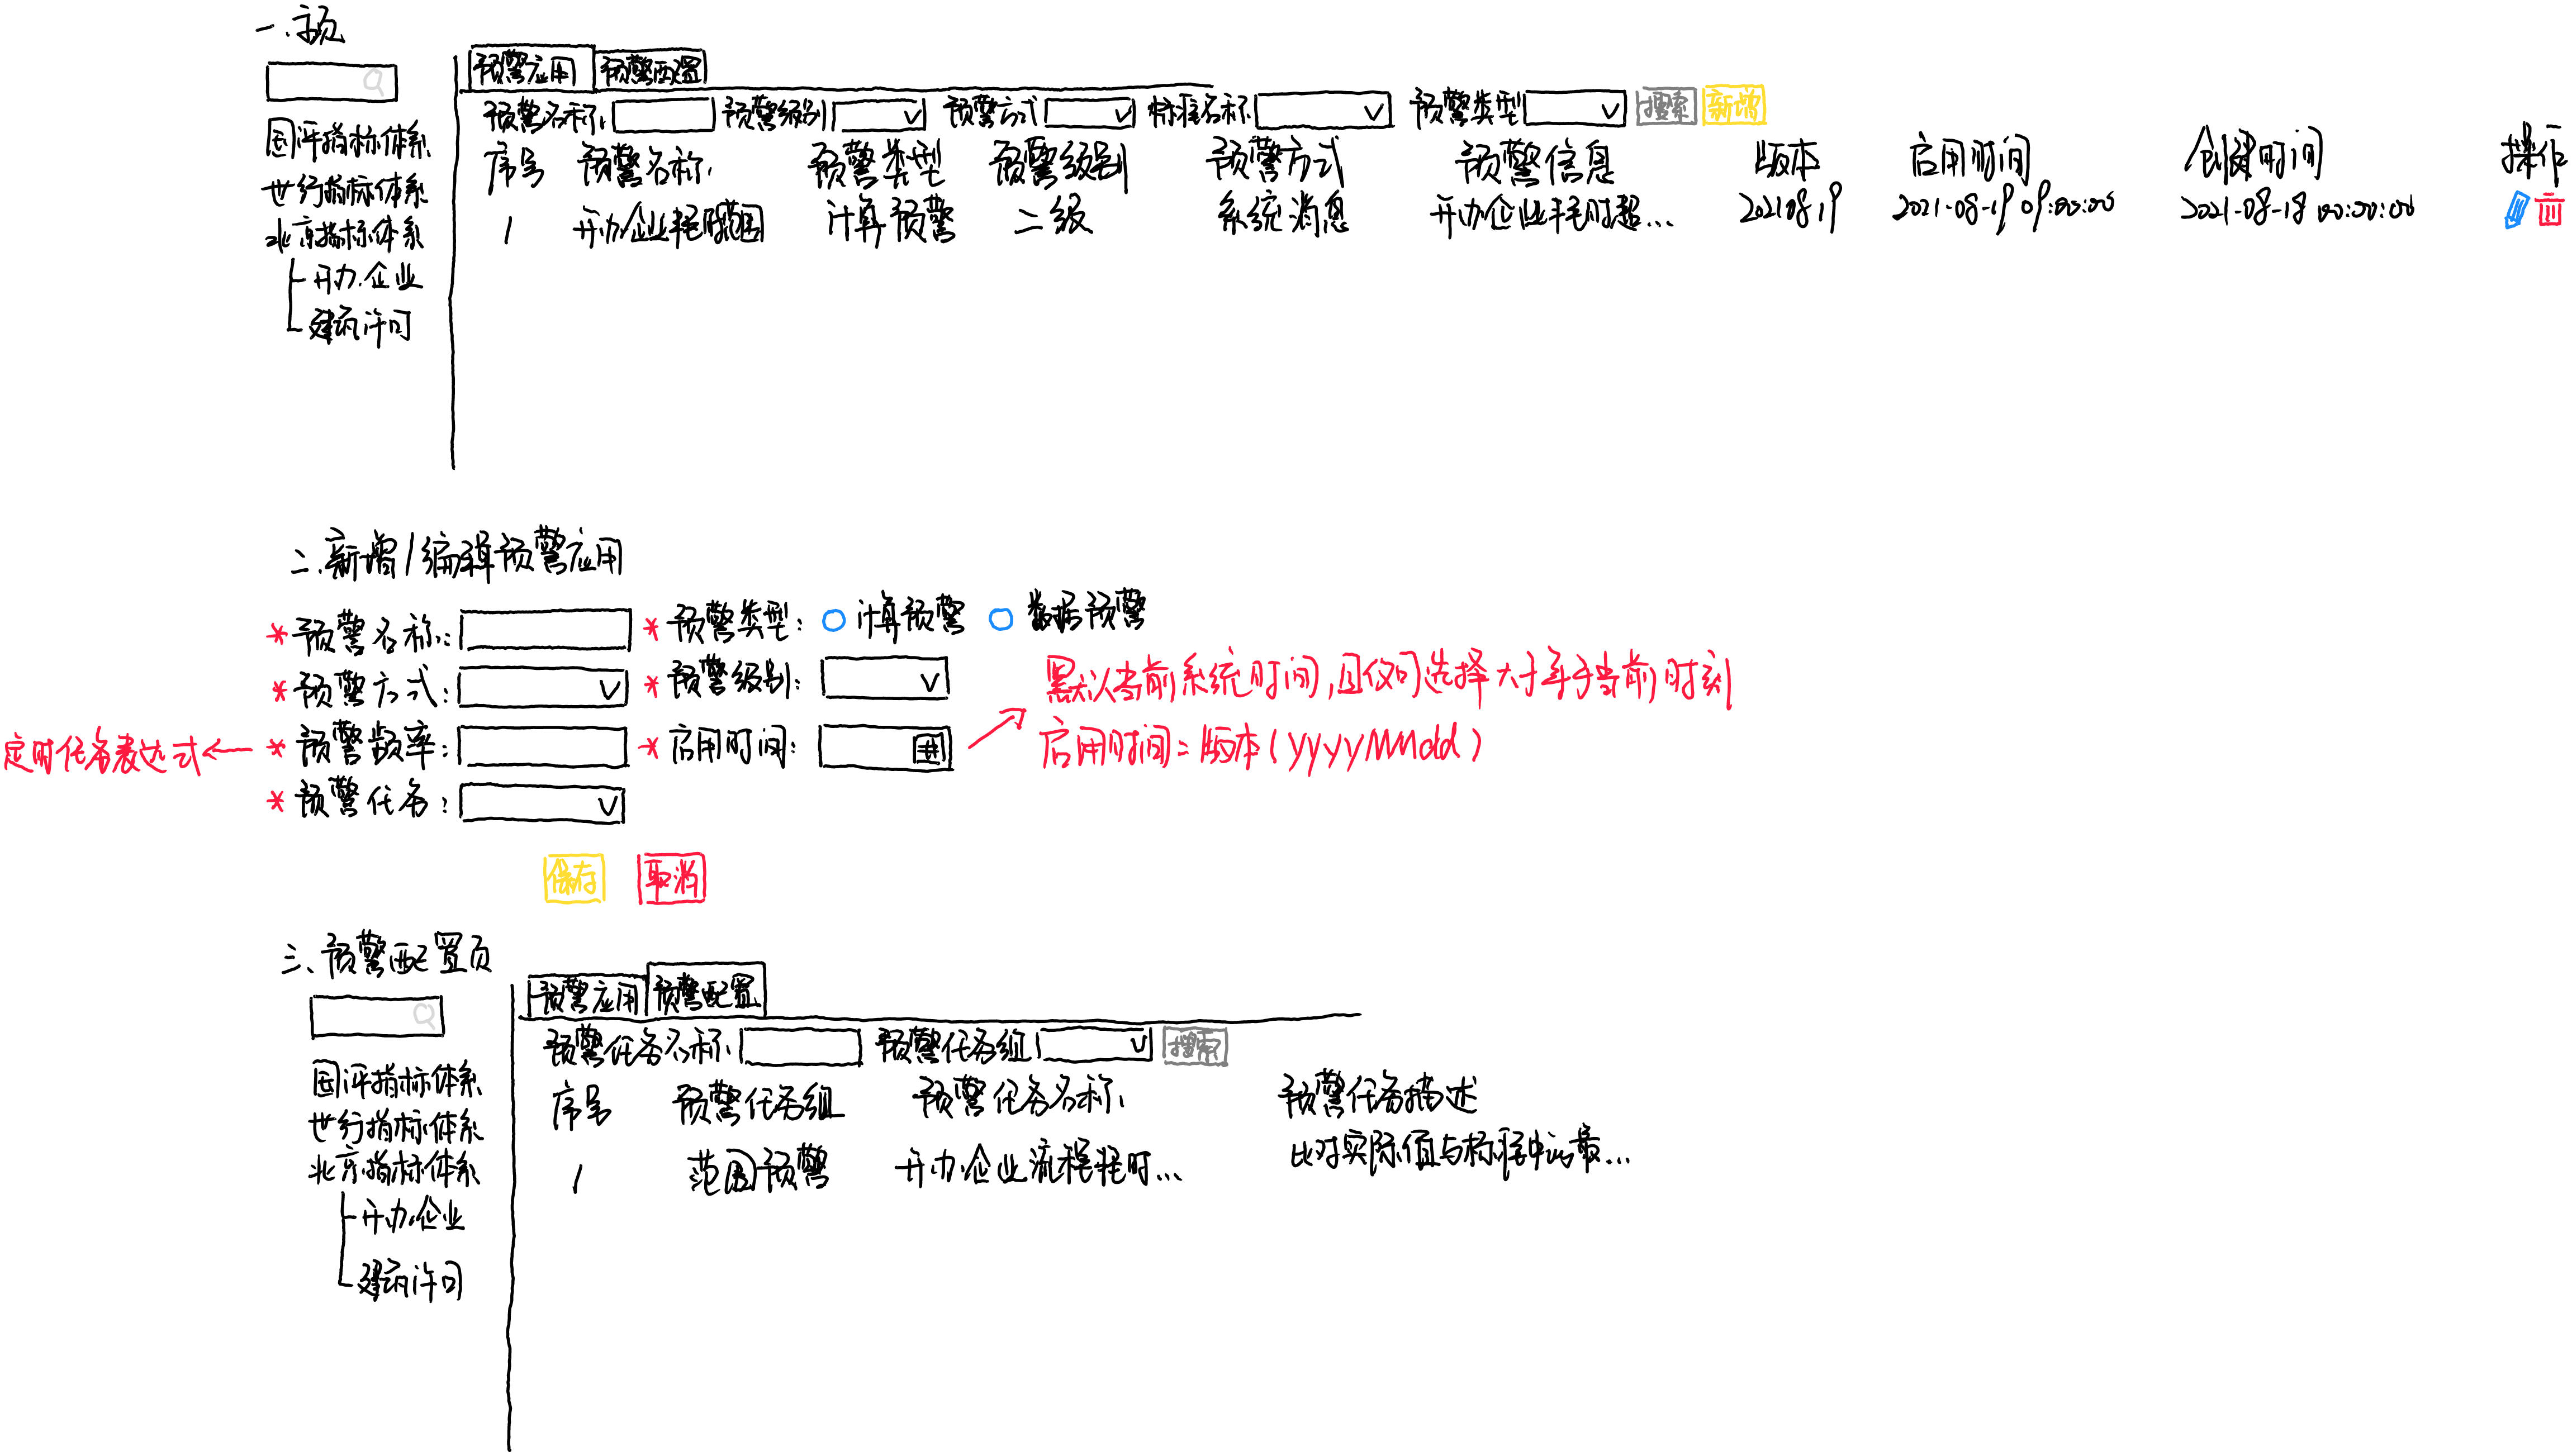 一.主页
预警应用 预警配置
预警名称: 预警级别 预警方式 标准名称 预警类型 搜索 新增
国评指标体系
世行指标体系
北京指标体系
开办企业
建筑许可
序号 预警名称 预警类型 预警级别 预警方式 预警信息 版本 启用时间 创建时间 操作
1 开办企业耗时范围 计算预警 二级 系统消息 开办企业耗时超... 20210819 2021-08-19 09:00:00 2021-08-18 00:00:00
二.新增/编辑预警应用
*预警名称: *预警类型: 计算预警 数据预警
*预警方式: *预警级别:
默认当前系统时间,且仅可选择大于等于当前时刻
定时任务表达式 *预警频率: *启用时间:
启用时间=版本(yyyyMMdd)
*预警任务:
保存 取消
三、预警配置页
预警应用 预警配置
预警任务名称: 预警任务组 搜索
国评指标体系
世行指标体系
北京指标体系
开办企业
建筑许可
序号 预警任务组 预警任务名称 预警任务描述
1 范围预警 开办企业流程耗时... 比对实际值与标准中的最...